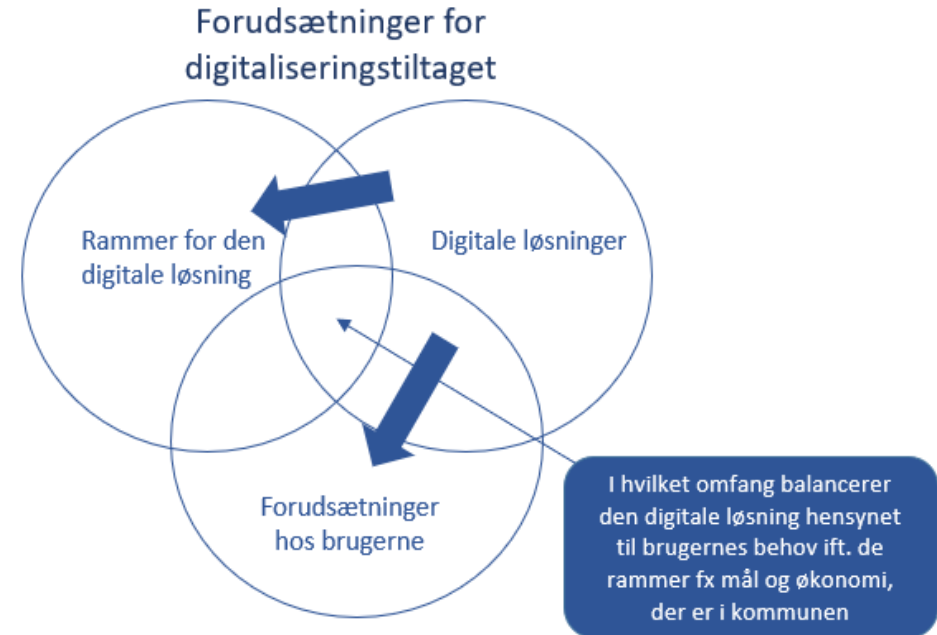 Forudsætninger for
digitaliseringstiltaget
Rammer for den
digitale løsning
Digitale løsninger
Forudsætninger
hos brugerne
I hvilket omfang balancerer
den digitale løsning hensynet
til brugernes behov ift. de
rammer fx mål og økonomi,
der er i kommunen